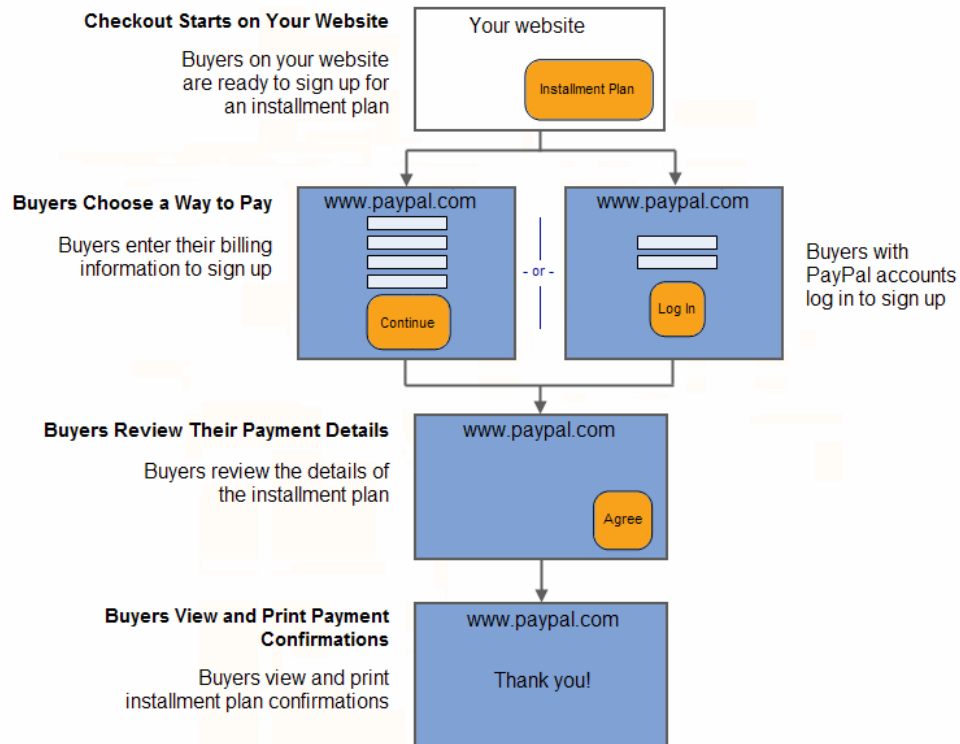 Checkout Starts on Your Website
Buyers on your website
are ready to sign up for
an installment plan
Your website
Installment Plan
Buyers Choose a Way to Pay
Buyers enter their billing
information to sign up
www.paypal.com
Continue
- or -
www.paypal.com
Log In
Buyers with
PayPal accounts
log in to sign up
Buyers Review Their Payment Details
Buyers review the details of
the installment plan
www.paypal.com
Agree
Buyers View and Print Payment
Confirmations
Buyers view and print
installment plan confirmations
www.paypal.com
Thank you!